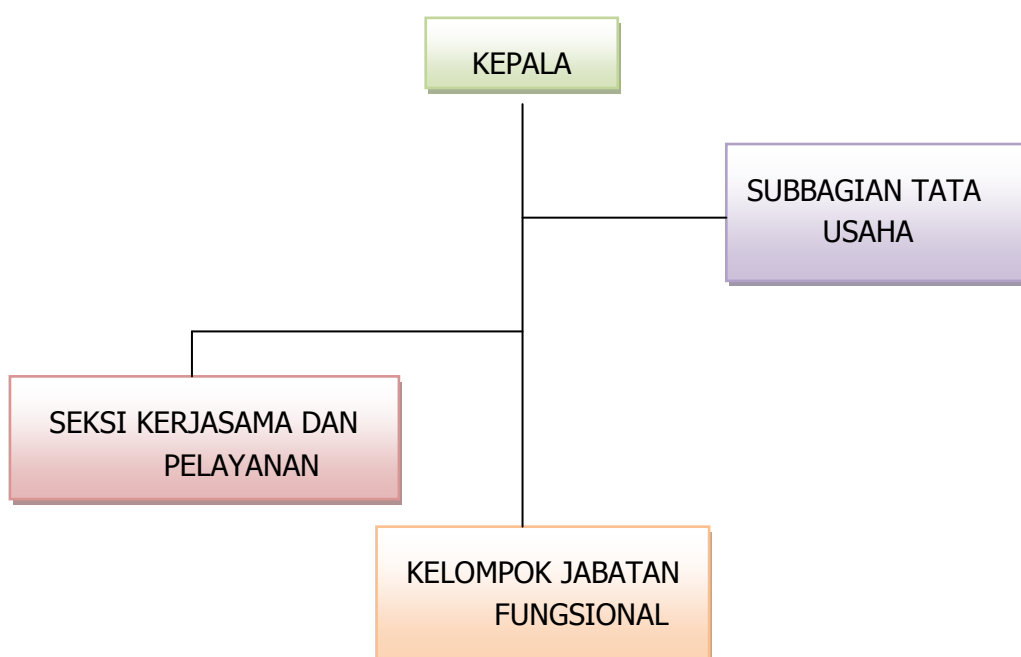 KEPALA
SUBBAGIAN TATA
USAHA
SEKSI KERJASAMA DAN
PELAYANAN
KELOMPOK JABATAN
FUNGSIONAL